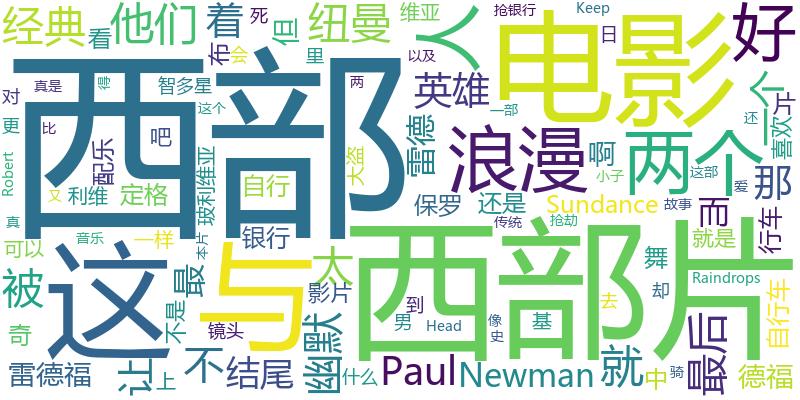 经典
看
他们
着
布
会
死
里
但
纽曼
维亚
人
抢银行
Keep
日
好
西部
电影
对
真是
得
智多星
两
以及
英雄
一部
个
片
喜欢
更
比
配乐
吧
这个
大盗
雷德
浪漫
啊
两个
还
这部
Robert
又
利维
定格
玻利维亚
自行
保罗
还是
小子
爱
那
真
音乐
一样
本片
银行
传统
Sundance
抢劫
故事
而
行车
可以
这
与
太
西部片
就是
被
不是
最
影片
到
舞
却
Raindrops
奇
镜头
幽默
男
Head
像
史
基
去
最后
自行车
雷德福
让
上
不
结尾
什么
Paul
Newman
就
中
骑
德福